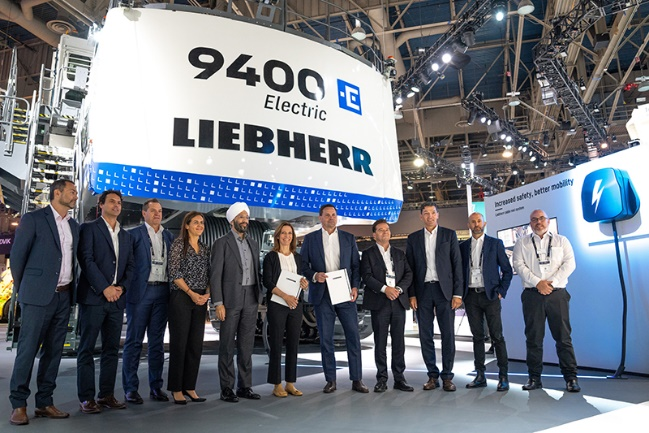 9400
Electric
LIEBHERR
Increased safety, better mobility